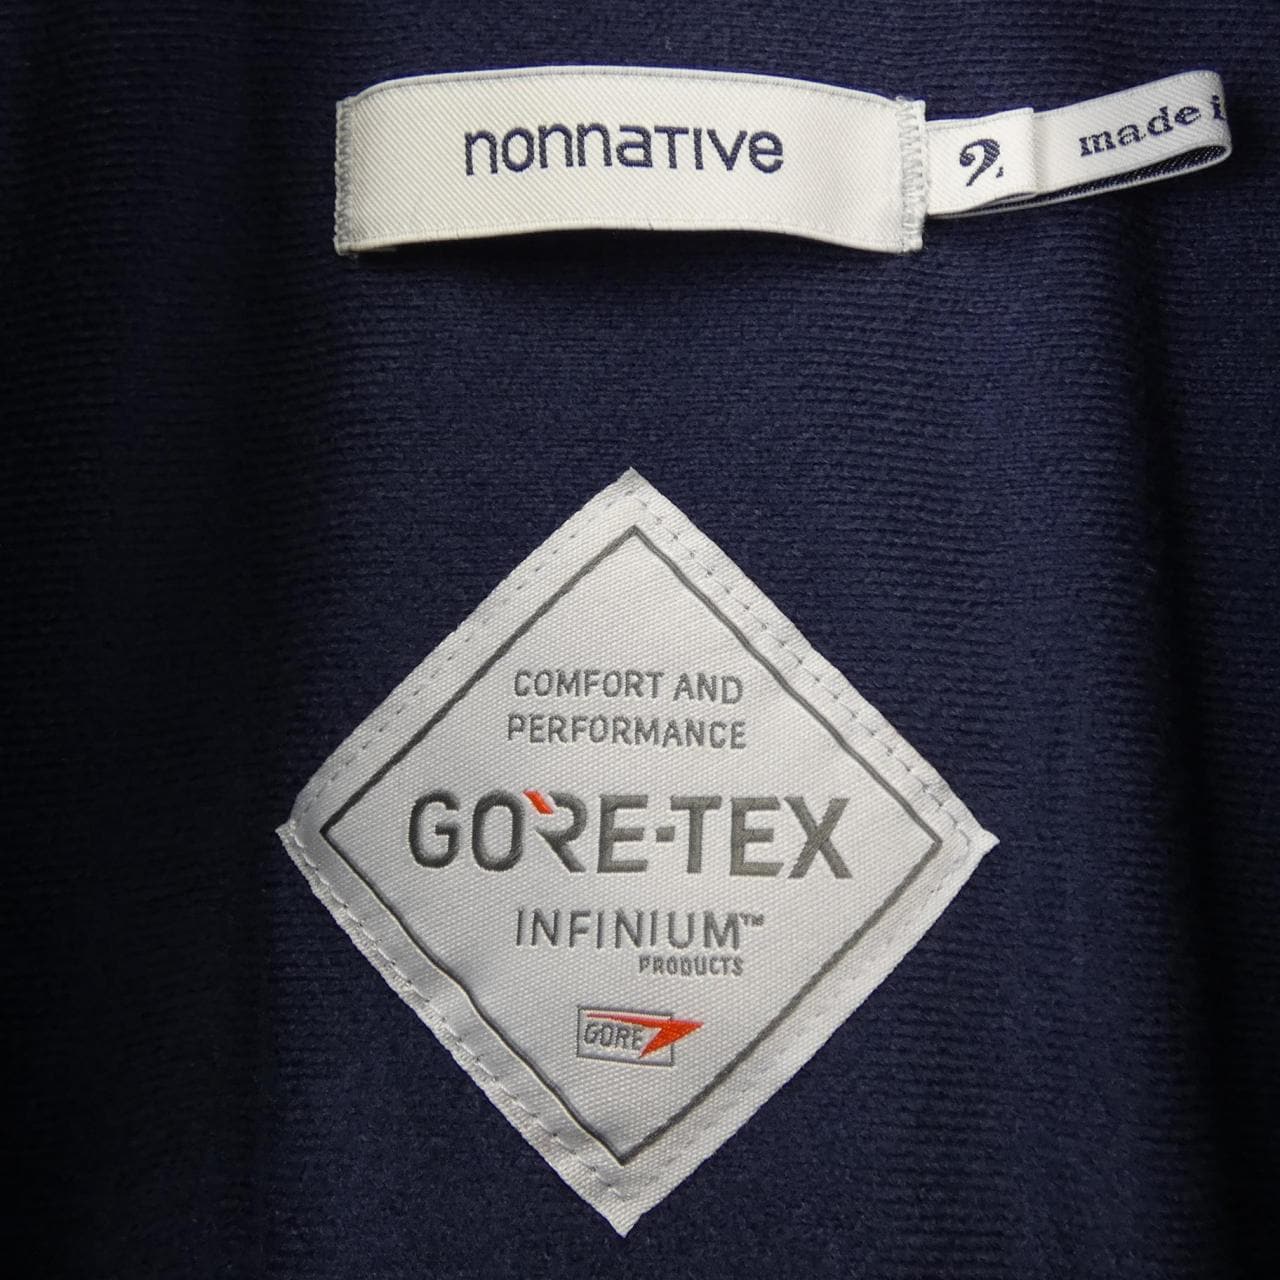 nonnative
2.
made i
COMFORT AND
PERFORMANCE
GORE-TEX
INFINIUM™
PRODUCTS
GORE